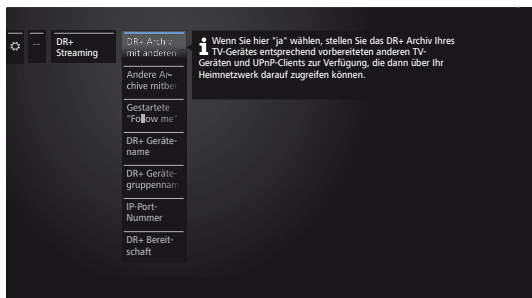 ...
DR+
Streaming
DR+ Archiv
mit anderen
Andere Ar-
chive mitben
Gestartete
"Follow me"
DR+ Geräte-
name
DR+ Geräte-
gruppennam
IP-Port-
Nummer
DR+ Bereit-
schaft
Wenn Sie hier "ja" wählen, stellen Sie das DR+ Archiv Ihres
TV-Gerätes entsprechend vorbereiteten anderen TV-
Geräten und UPnP-Clients zur Verfügung, die dann über Ihr
Heimnetzwerk darauf zugreifen können.